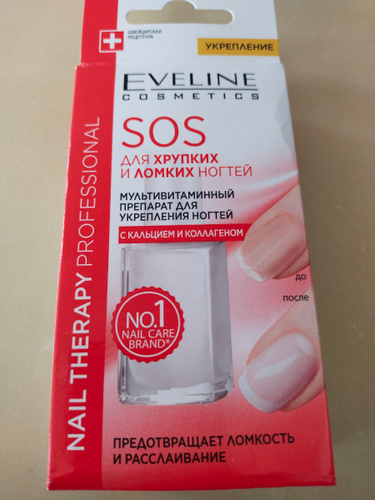 ШВЕЙЦАРСКАЯ
РЕЦЕПТУРА
УКРЕПЛЕНИЕ
EVELINE
COSMETICS
SOS
ДЛЯ ХРУПКИХ
И ЛОМКИХ НОГТЕЙ
МУЛЬТИВИТАМИННЫЙ
ПРЕПАРАТ ДЛЯ
УКРЕПЛЕНИЯ НОГТЕЙ
С КАЛЬЦИЕМ И КОЛЛАГЕНОМ
до
после
NO.1
NAIL CARE
BRAND*
NAIL THERAPY PROFESSIONAL
ПРЕДОТВРАЩАЕТ ЛОМКОСТЬ
И РАССЛАИВАНИЕ